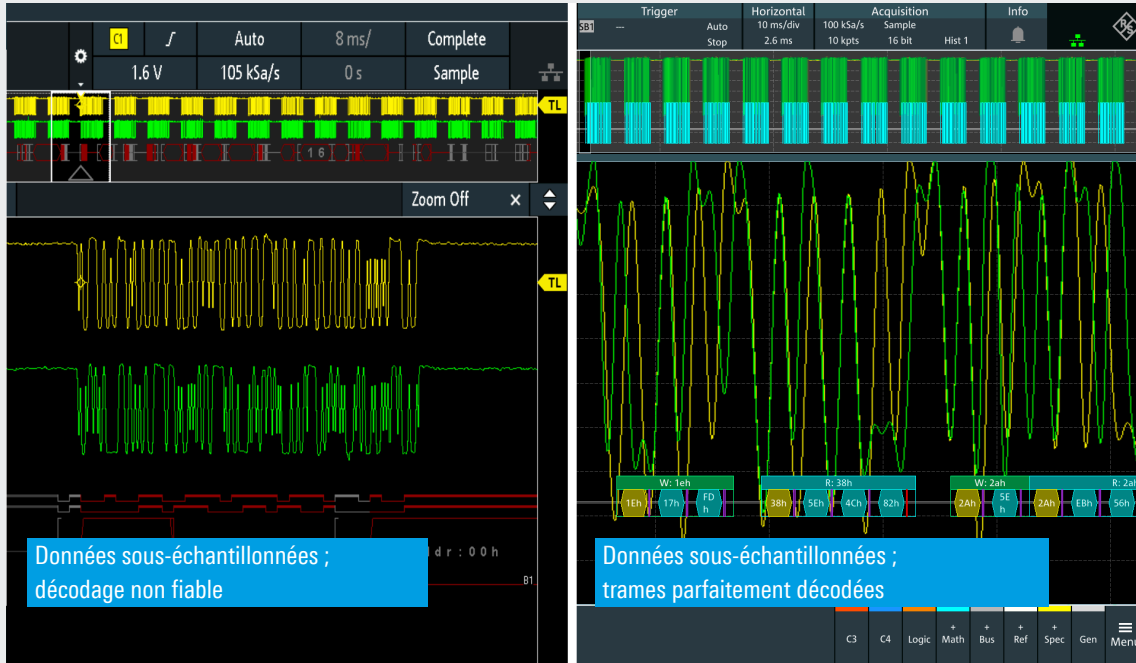 C1
Auto
8 ms/
Complete
1.6 V
105 kSa/s
0 s
Sample
TL
1 6
Zoom Off
×
TL
dr:00h
B1
Données sous-échantillonnées ;
décodage non fiable
Trigger
Horizontal
Acquisition
Info
SB1
---
Auto
10 ms/div
100 kSa/s
Sample
Stop
2.6 ms
10 kpts
16 bit
Hist 1
R&S
W: 1eh
R: 38h
W: 2ah
R: 2ah
1Eh
17h
FD
h
38h
5Eh
4Ch
82h
2Ah
5E
h
2Ah
EBh
56h
Données sous-échantillonnées ;
trames parfaitement décodées
C3
C4
Logic
+
Math
+
Bus
+
Ref
+
Spec
Gen
Menu